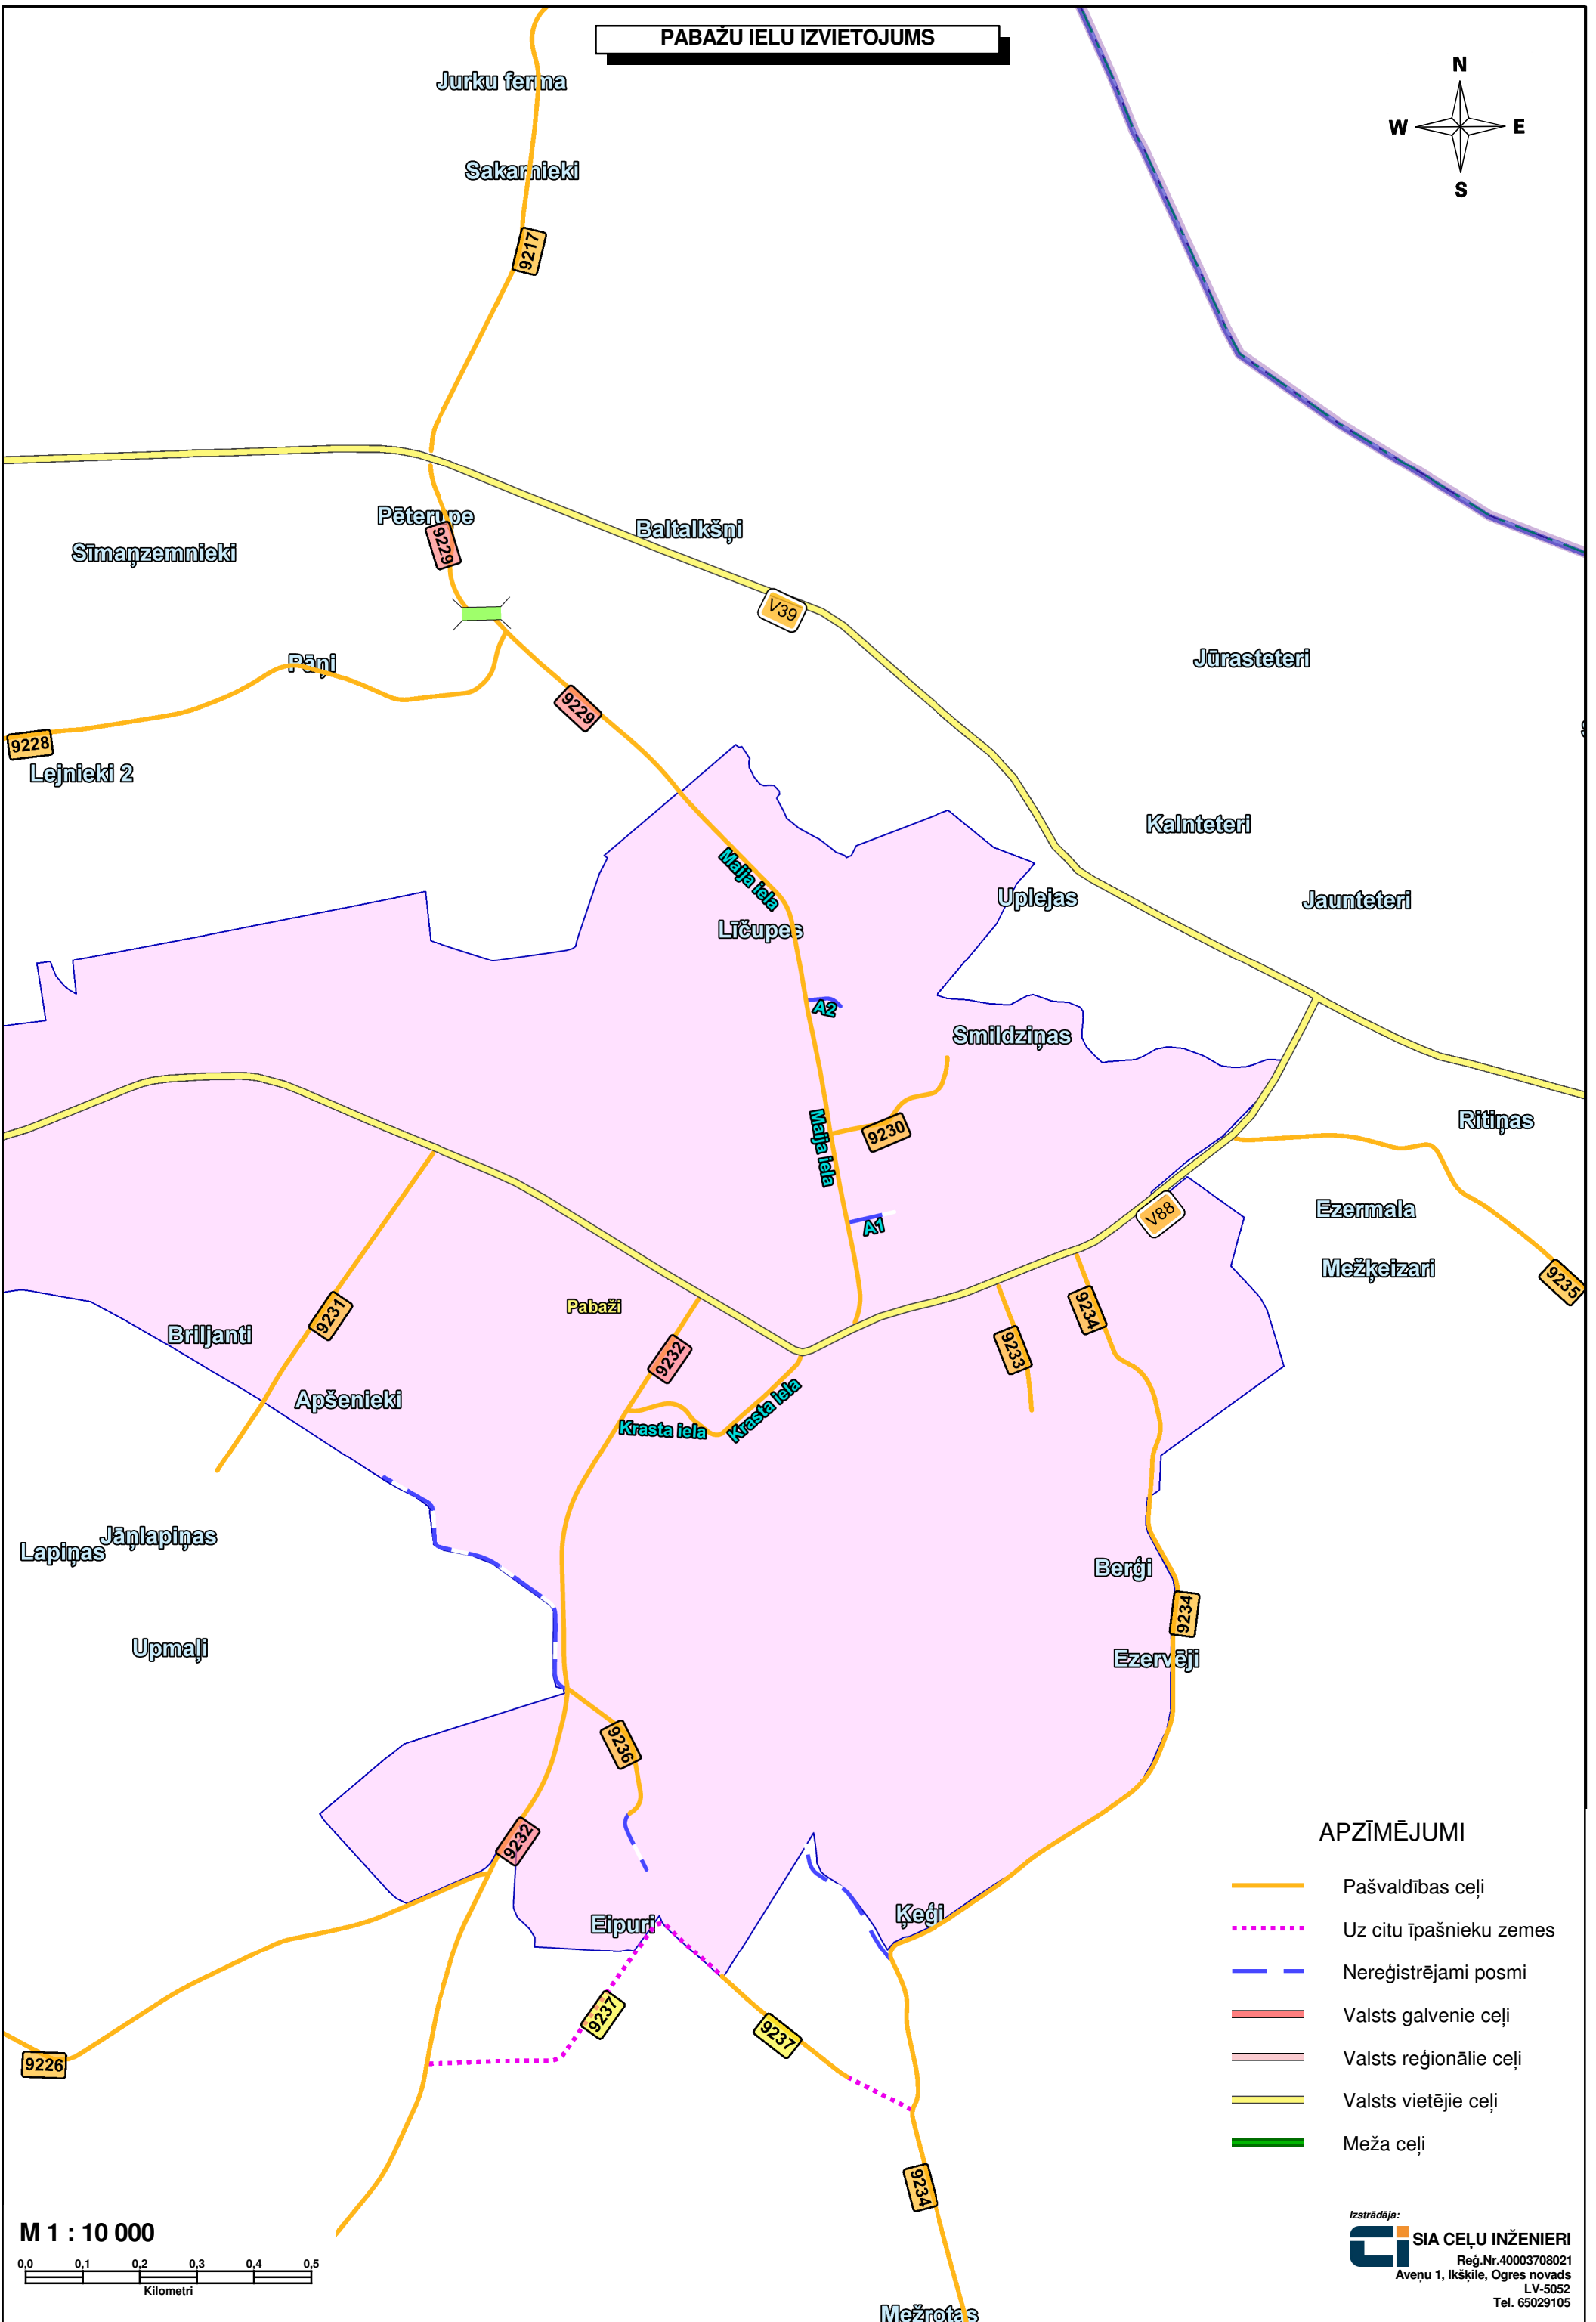 PABAŽU IELU IZVIETOJUMS
Jurku ferma
N
W
E
S
Sakarnieki
9217
Pēterupe
9229
Baltalkšņi
Sīmaņzemnieki
V39
Pāņi
Jūrasteteri
9229
9228
Lejnieki 2
Kalnteteri
Maija iela
Uplejas
Jaunteteri
Līčupes
A2
Smildziņas
Maija iela
9230
Ritiņas
A1
V88
Ezermala
Mežķeizari
9235
9231
Pabaži
9234
Briljanti
9232
9233
Apšenieki
Krasta iela
Krasta iela
Jāņlapiņas
Lapiņas
Berģi
9234
Upmaļi
Ezervēji
9236
9232
APZĪMĒJUMI
Pašvaldības ceļi
Ķeģi
Eipuri
Uz citu īpašnieku zemes
Nereģistrējami posmi
9237
9237
Valsts galvenie ceļi
9226
Valsts reģionālie ceļi
Valsts vietējie ceļi
Meža ceļi
9234
M 1 : 10 000
0,0 0,1 0,2 0,3 0,4 0,5
Kilometri
Izstrādāja:
SIA CEĻU INŽENIERI
Reģ.Nr.40003708021
Aveņu 1, Ikšķile, Ogres novads
LV-5052
Tel. 65029105
Mežrotas